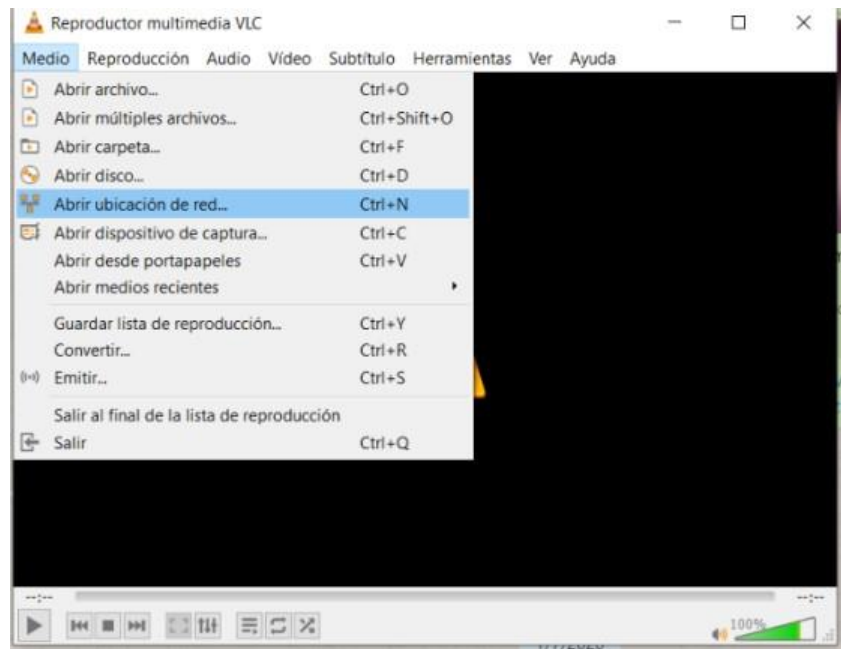 Reproductor multimedia VLC
Medio Reproducción Audio Vídeo Subtítulo Herramientas Ver Ayuda
Abrir archivo... Ctrl+O
Abrir múltiples archivos... Ctrl+Shift+O
Abrir carpeta... Ctrl+F
Abrir disco... Ctrl+D
Abrir ubicación de red... Ctrl+N
Abrir dispositivo de captura... Ctrl+C
Abrir desde portapapeles Ctrl+V
Abrir medios recientes
Guardar lista de reproducción... Ctrl+Y
Convertir... Ctrl+R
Emitir... Ctrl+S
Salir al final de la lista de reproducción
Salir Ctrl+Q
--:-- --:--
100%